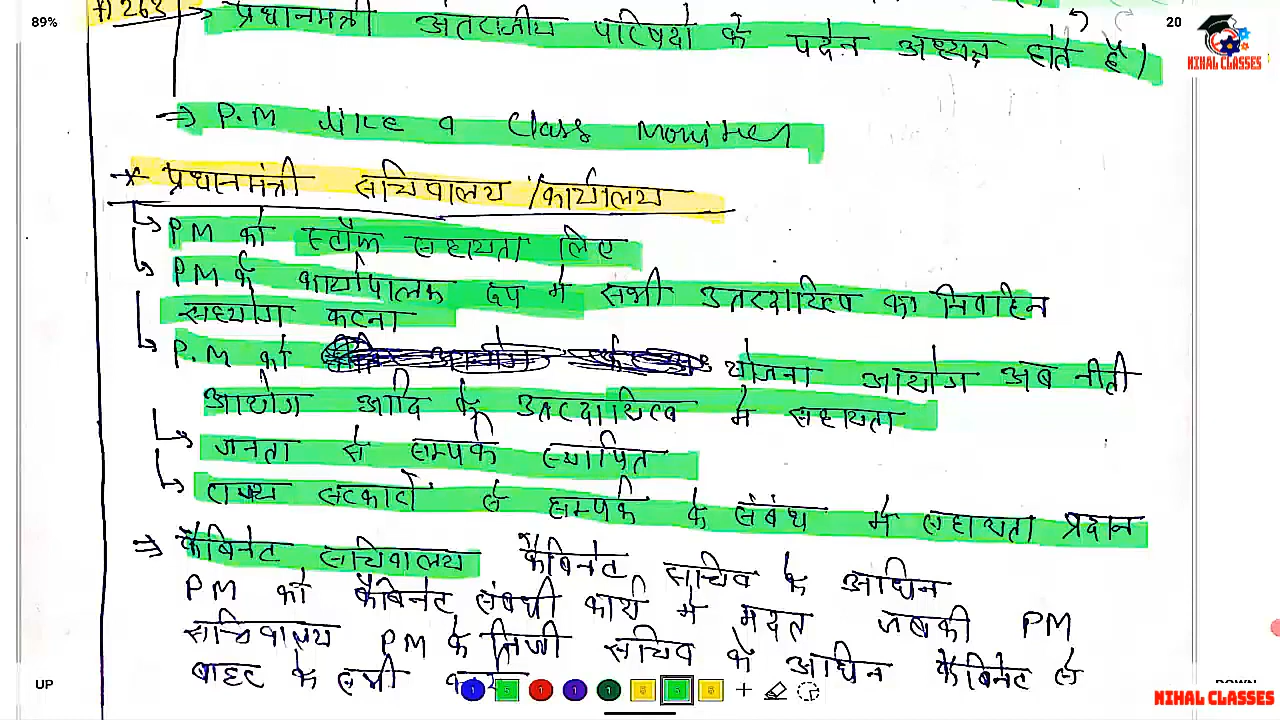 89%
20
263
प्रधानमंत्री अंतराज्यीय परिषदों के पदेन अध्यक्ष होते है।
NIHAL CLASSES
⇒ P.M like a class moniter
* प्रधानमंत्री सचिवालय /कार्यालय
PM को स्टॉफ सहायता लिए
PM के कार्यापालक रूप मे सभी उत्तरदायित्व का निर्वाहन
सहयोग करना
P.M को योजना आयोग अब नीती
आयोग आदि के उत्तरदायित्व मे सहायता
जनता से सम्पर्क स्थापित
राज्य सरकारों से सम्पर्क के संबंध मे सहायता प्रदान
⇒ कैबिनेट सचिवालय कैबिनेट सचिव के अधिन
PM को कैबिनेट संबंधी कार्य मे मदद जबकी PM
सचिवालय PM के निजी सचिव के अधिन कैबिनेट से
बाहर के सभी कार्य
UP
DOWN
NIHAL CLASSES